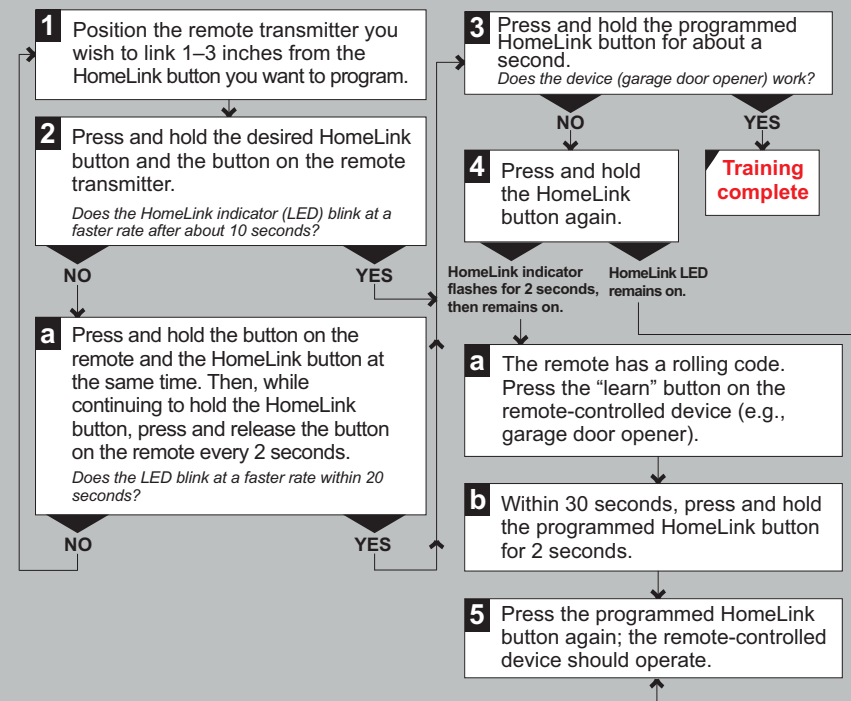 1 Position the remote transmitter you
wish to link 1–3 inches from the
HomeLink button you want to program.
2 Press and hold the desired HomeLink
button and the button on the remote
transmitter.
Does the HomeLink indicator (LED) blink at a
faster rate after about 10 seconds?
NO
YES
a Press and hold the button on the
remote and the HomeLink button at
the same time. Then, while
continuing to hold the HomeLink
button, press and release the button
on the remote every 2 seconds.
Does the LED blink at a faster rate within 20
seconds?
NO
YES
3 Press and hold the programmed
HomeLink button for about a
second.
Does the device (garage door opener) work?
NO
YES
4 Press and hold
the HomeLink
button again.
Training
complete
HomeLink indicator
flashes for 2 seconds,
then remains on.
HomeLink LED
remains on.
a The remote has a rolling code.
Press the “learn” button on the
remote-controlled device (e.g.,
garage door opener).
b Within 30 seconds, press and hold
the programmed HomeLink button
for 2 seconds.
5 Press the programmed HomeLink
button again; the remote-controlled
device should operate.